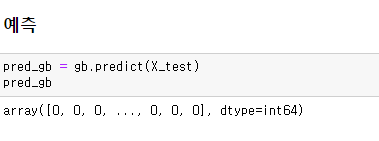 예측
pred_gb = gb.predict(X_test)
pred_gb
array([0, 0, 0, ..., 0, 0, 0], dtype=int64)